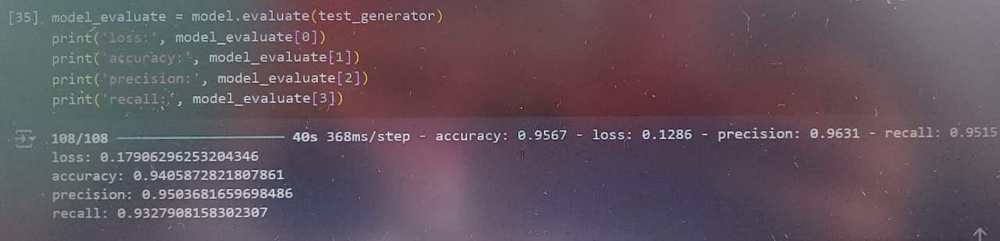 [35] model_evaluate = model.evaluate(test_generator)
print('loss:', model_evaluate[0])
print('accuracy:', model_evaluate[1])
print('precision:', model_evaluate[2])
print('recall:', model_evaluate[3])
108/108 ━━━━━━━━━━━━━━━━━━━━ 40s 368ms/step - accuracy: 0.9567 - loss: 0.1286 - precision: 0.9631 - recall: 0.9515
loss: 0.17906296253204346
accuracy: 0.9405872821807861
precision: 0.9503681659698486
recall: 0.9327908158302307